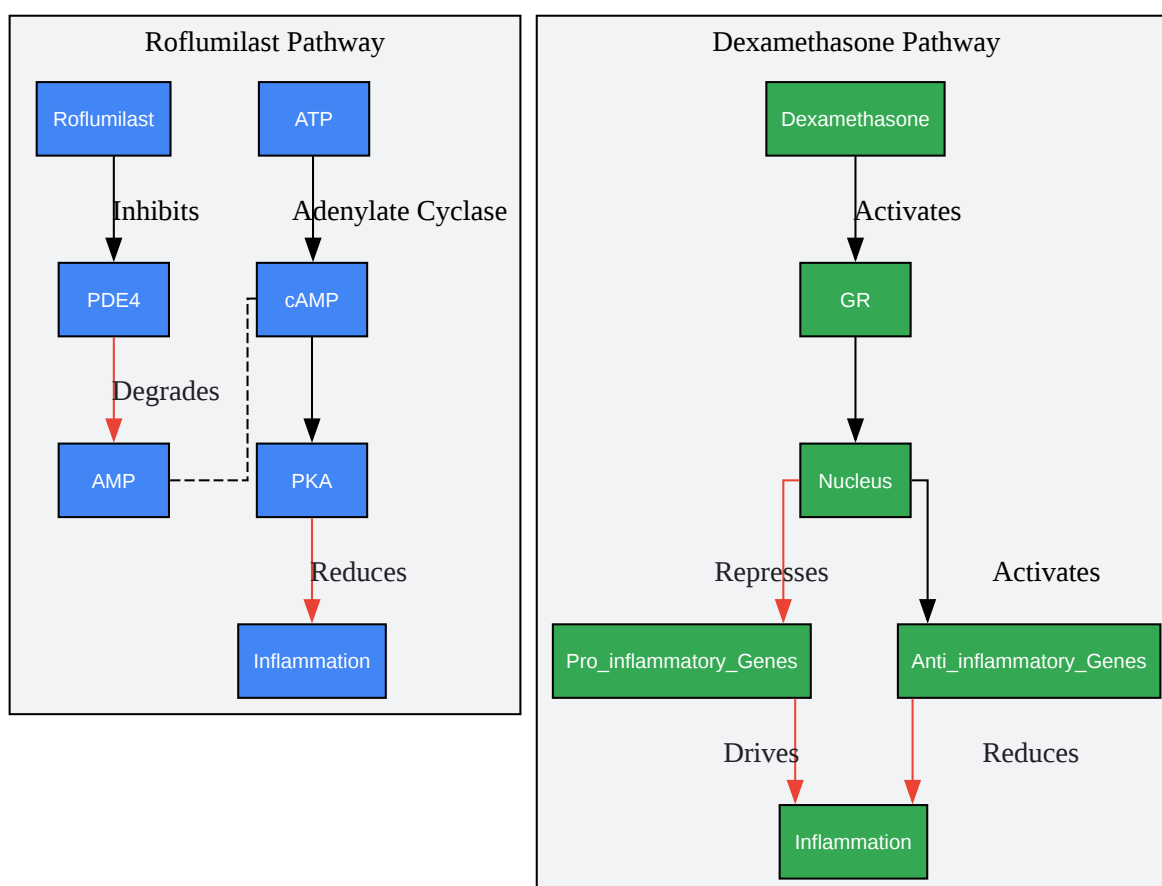 Roflumilast Pathway
Roflumilast
ATP
Inhibits
Adenylate Cyclase
PDE4
cAMP
Degrades
AMP
PKA
Reduces
Inflammation
Dexamethasone Pathway
Dexamethasone
Activates
GR
Nucleus
Represses
Activates
Pro_inflammatory_Genes
Anti_inflammatory_Genes
Drives
Reduces
Inflammation